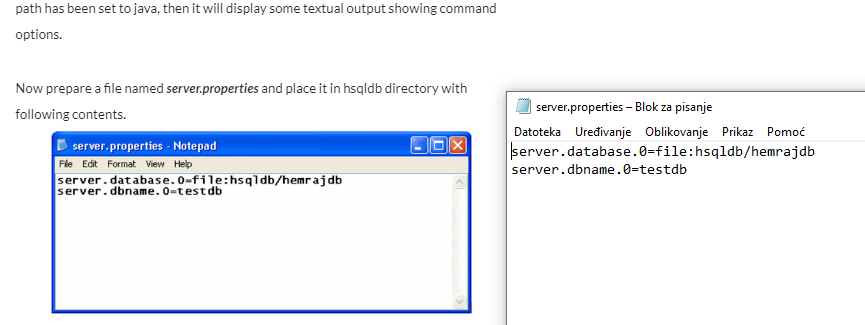 path has been set to java, then it will display some textual output showing command
options.
Now prepare a file named server.properties and place it in hsqldb directory with
following contents.
server.properties - Notepad
File Edit Format View Help
server.database.0=file:hsqldb/hemrajdb
server.dbname.0=testdb
server.properties – Blok za pisanje
Datoteka Uređivanje Oblikovanje Prikaz Pomoć
server.database.0=file:hsqldb/hemrajdb
server.dbname.0=testdb